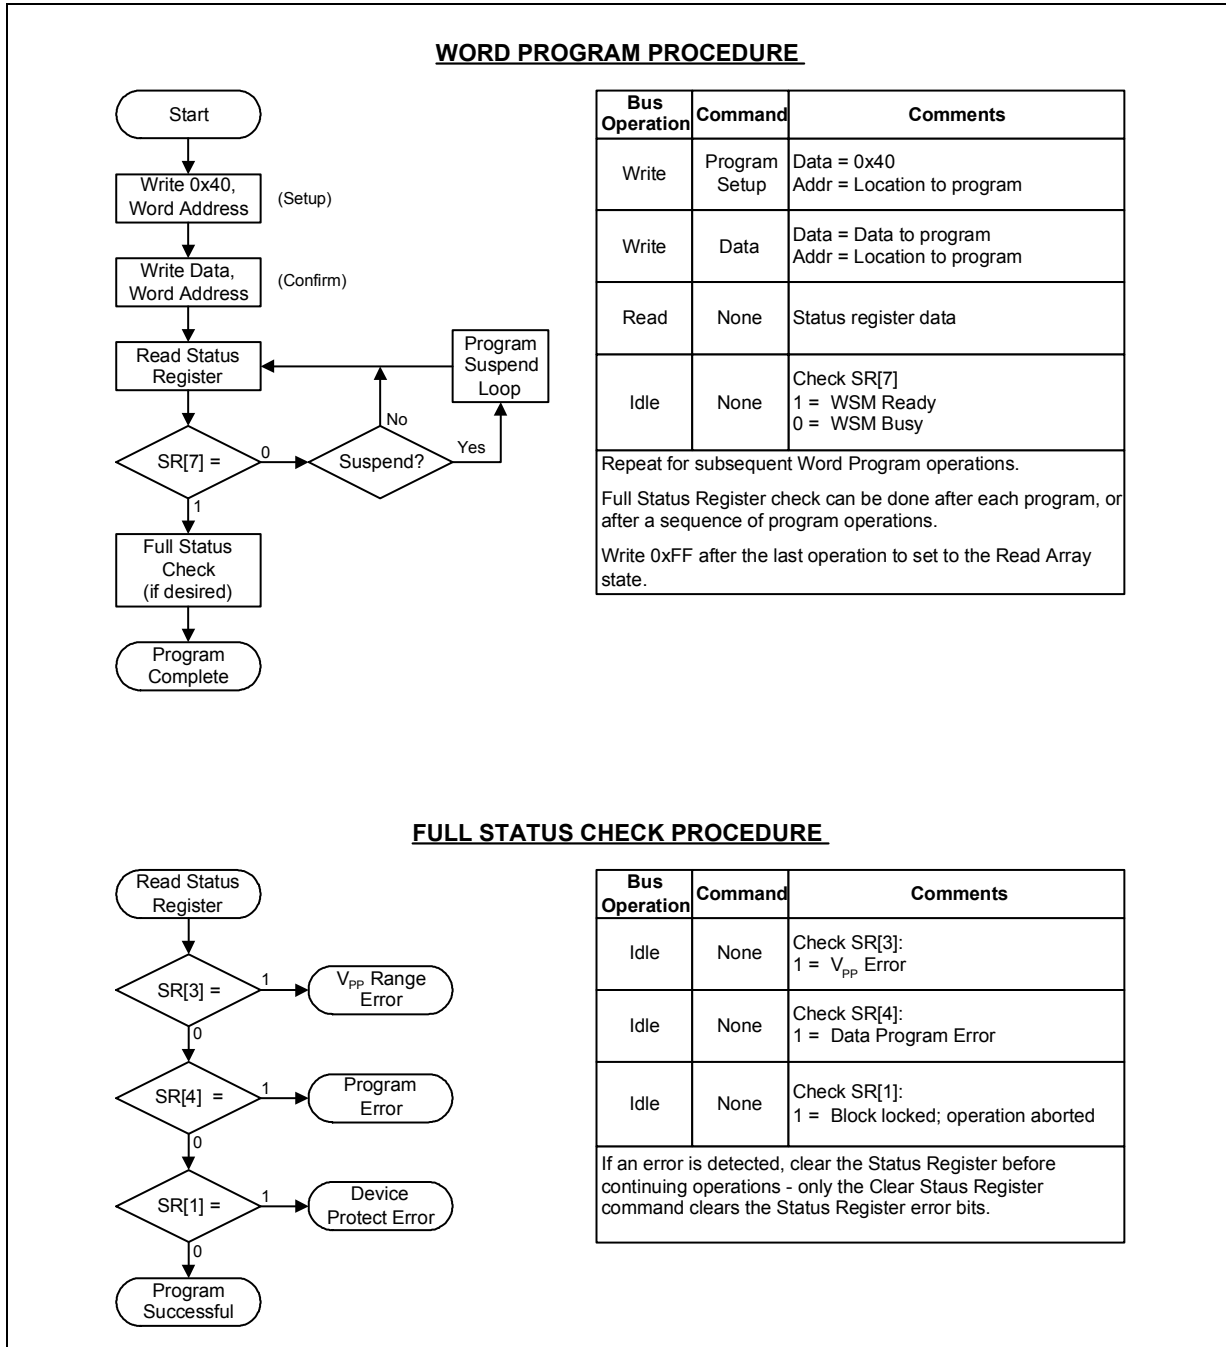 WORD PROGRAM PROCEDURE
Start
Write 0x40,
Word Address
(Setup)
Write Data,
Word Address
(Confirm)
Read Status
Register
Program
Suspend
Loop
No
SR[7] =
0
Suspend?
Yes
1
Full Status
Check
(if desired)
Program
Complete
Bus
Operation
Command
Comments
Write
Program
Setup
Data = 0x40
Addr = Location to program
Write
Data
Data = Data to program
Addr = Location to program
Read
None
Status register data
Idle
None
Check SR[7]
1 = WSM Ready
0 = WSM Busy
Repeat for subsequent Word Program operations.
Full Status Register check can be done after each program, or
after a sequence of program operations.
Write 0xFF after the last operation to set to the Read Array
state.
FULL STATUS CHECK PROCEDURE
Read Status
Register
SR[3] =
1
VPP Range
Error
0
SR[4] =
1
Program
Error
0
SR[1] =
1
Device
Protect Error
0
Program
Successful
Bus
Operation
Command
Comments
Idle
None
Check SR[3]:
1 = VPP Error
Idle
None
Check SR[4]:
1 = Data Program Error
Idle
None
Check SR[1]:
1 = Block locked; operation aborted
If an error is detected, clear the Status Register before
continuing operations - only the Clear Staus Register
command clears the Status Register error bits.